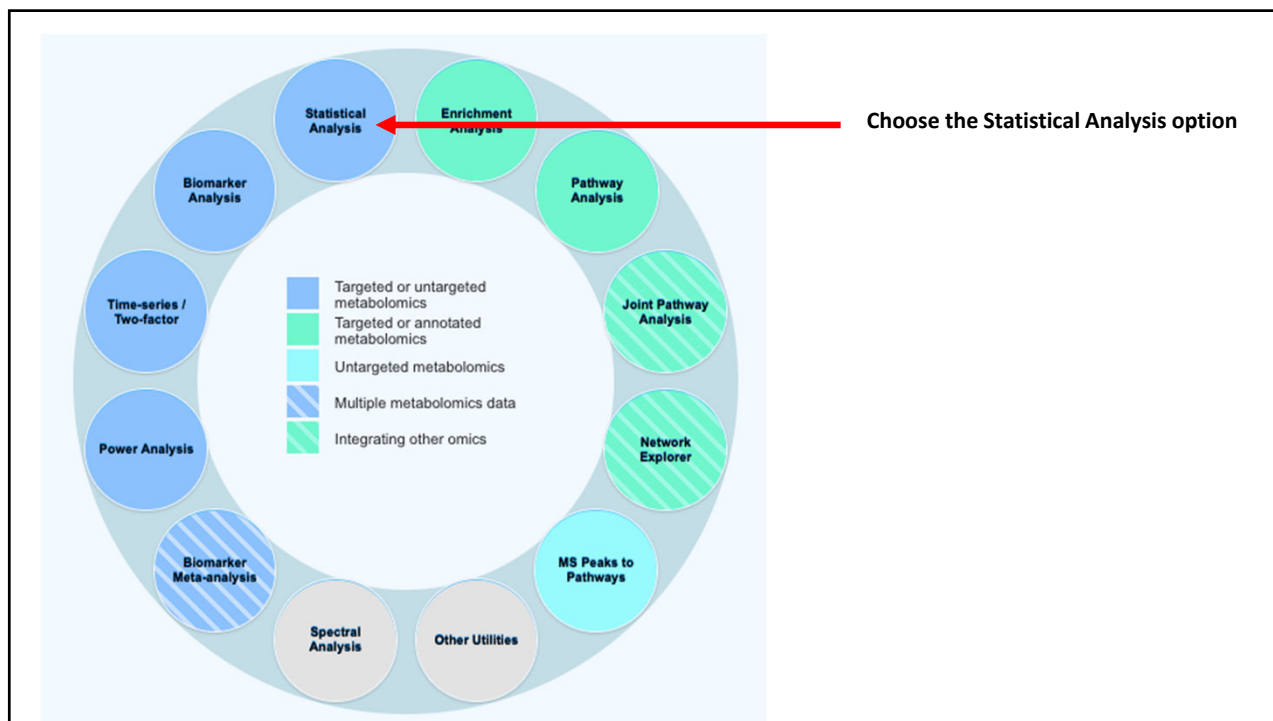 Statistical
Analysis
Enrichment
Analysis
Choose the Statistical Analysis option
Biomarker
Analysis
Pathway
Analysis
Time-series /
Two-factor
Joint Pathway
Analysis
Targeted or untargeted
metabolomics
Targeted or annotated
metabolomics
Untargeted metabolomics
Multiple metabolomics data
Integrating other omics
Power Analysis
Network
Explorer
Biomarker
Meta-analysis
MS Peaks to
Pathways
Spectral
Analysis
Other Utilities